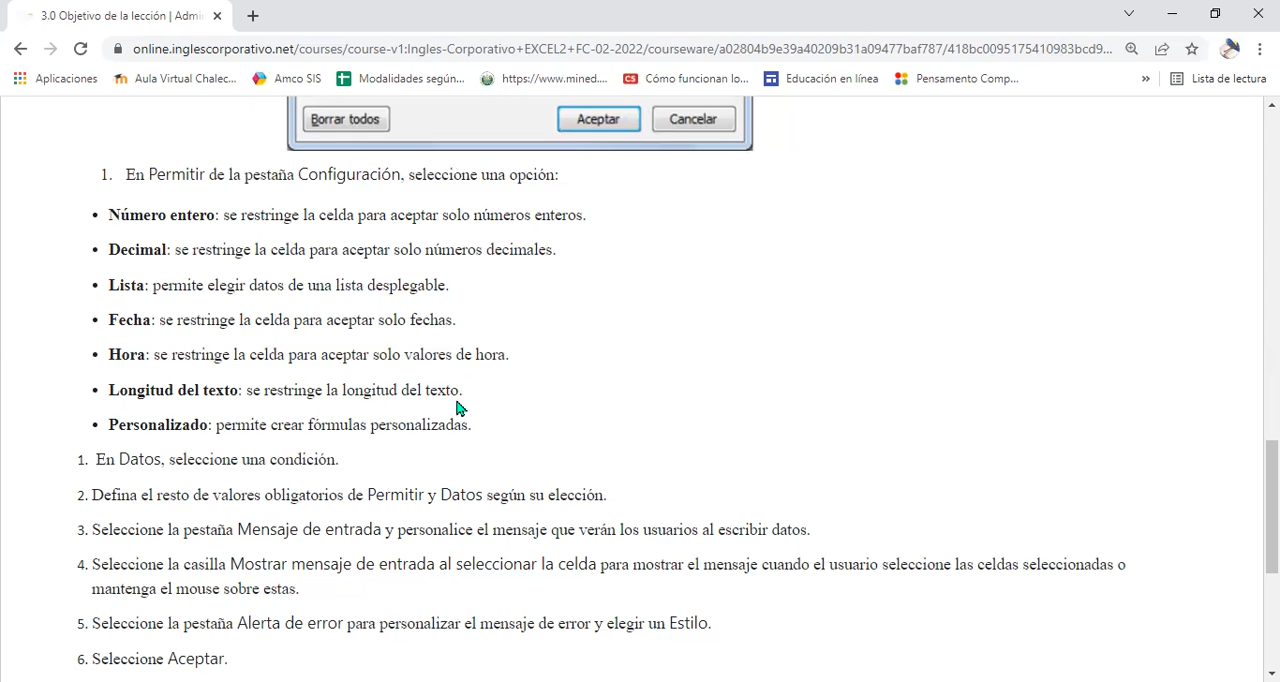 3.0 Objetivo de la lección | Admi
online.inglescorporativo.net/courses/course-v1:Ingles-Corporativo+EXCEL2+FC-02-2022/courseware/a02804b9e39a40209b31a09477baf787/418bc0095175410983bcd9...
Aplicaciones Aula Virtual Chalec... Amco SIS Modalidades según,... https://www.mined.... CS Cómo funcionan lo... Educación en línea Pensamento Comp... » Lista de lectura
Borrar todos Aceptar Cancelar
1. En Permitir de la pestaña Configuración, seleccione una opción:
• Número entero: se restringe la celda para aceptar solo números enteros.
• Decimal: se restringe la celda para aceptar solo números decimales.
• Lista: permite elegir datos de una lista desplegable.
• Fecha: se restringe la celda para aceptar solo fechas.
• Hora: se restringe la celda para aceptar solo valores de hora.
• Longitud del texto: se restringe la longitud del texto.
• Personalizado: permite crear fórmulas personalizadas.
1. En Datos, seleccione una condición.
2. Defina el resto de valores obligatorios de Permitir y Datos según su elección.
3. Seleccione la pestaña Mensaje de entrada y personalice el mensaje que verán los usuarios al escribir datos.
4. Seleccione la casilla Mostrar mensaje de entrada al seleccionar la celda para mostrar el mensaje cuando el usuario seleccione las celdas seleccionadas o
mantenga el mouse sobre estas.
5. Seleccione la pestaña Alerta de error para personalizar el mensaje de error y elegir un Estilo.
6. Seleccione Aceptar.